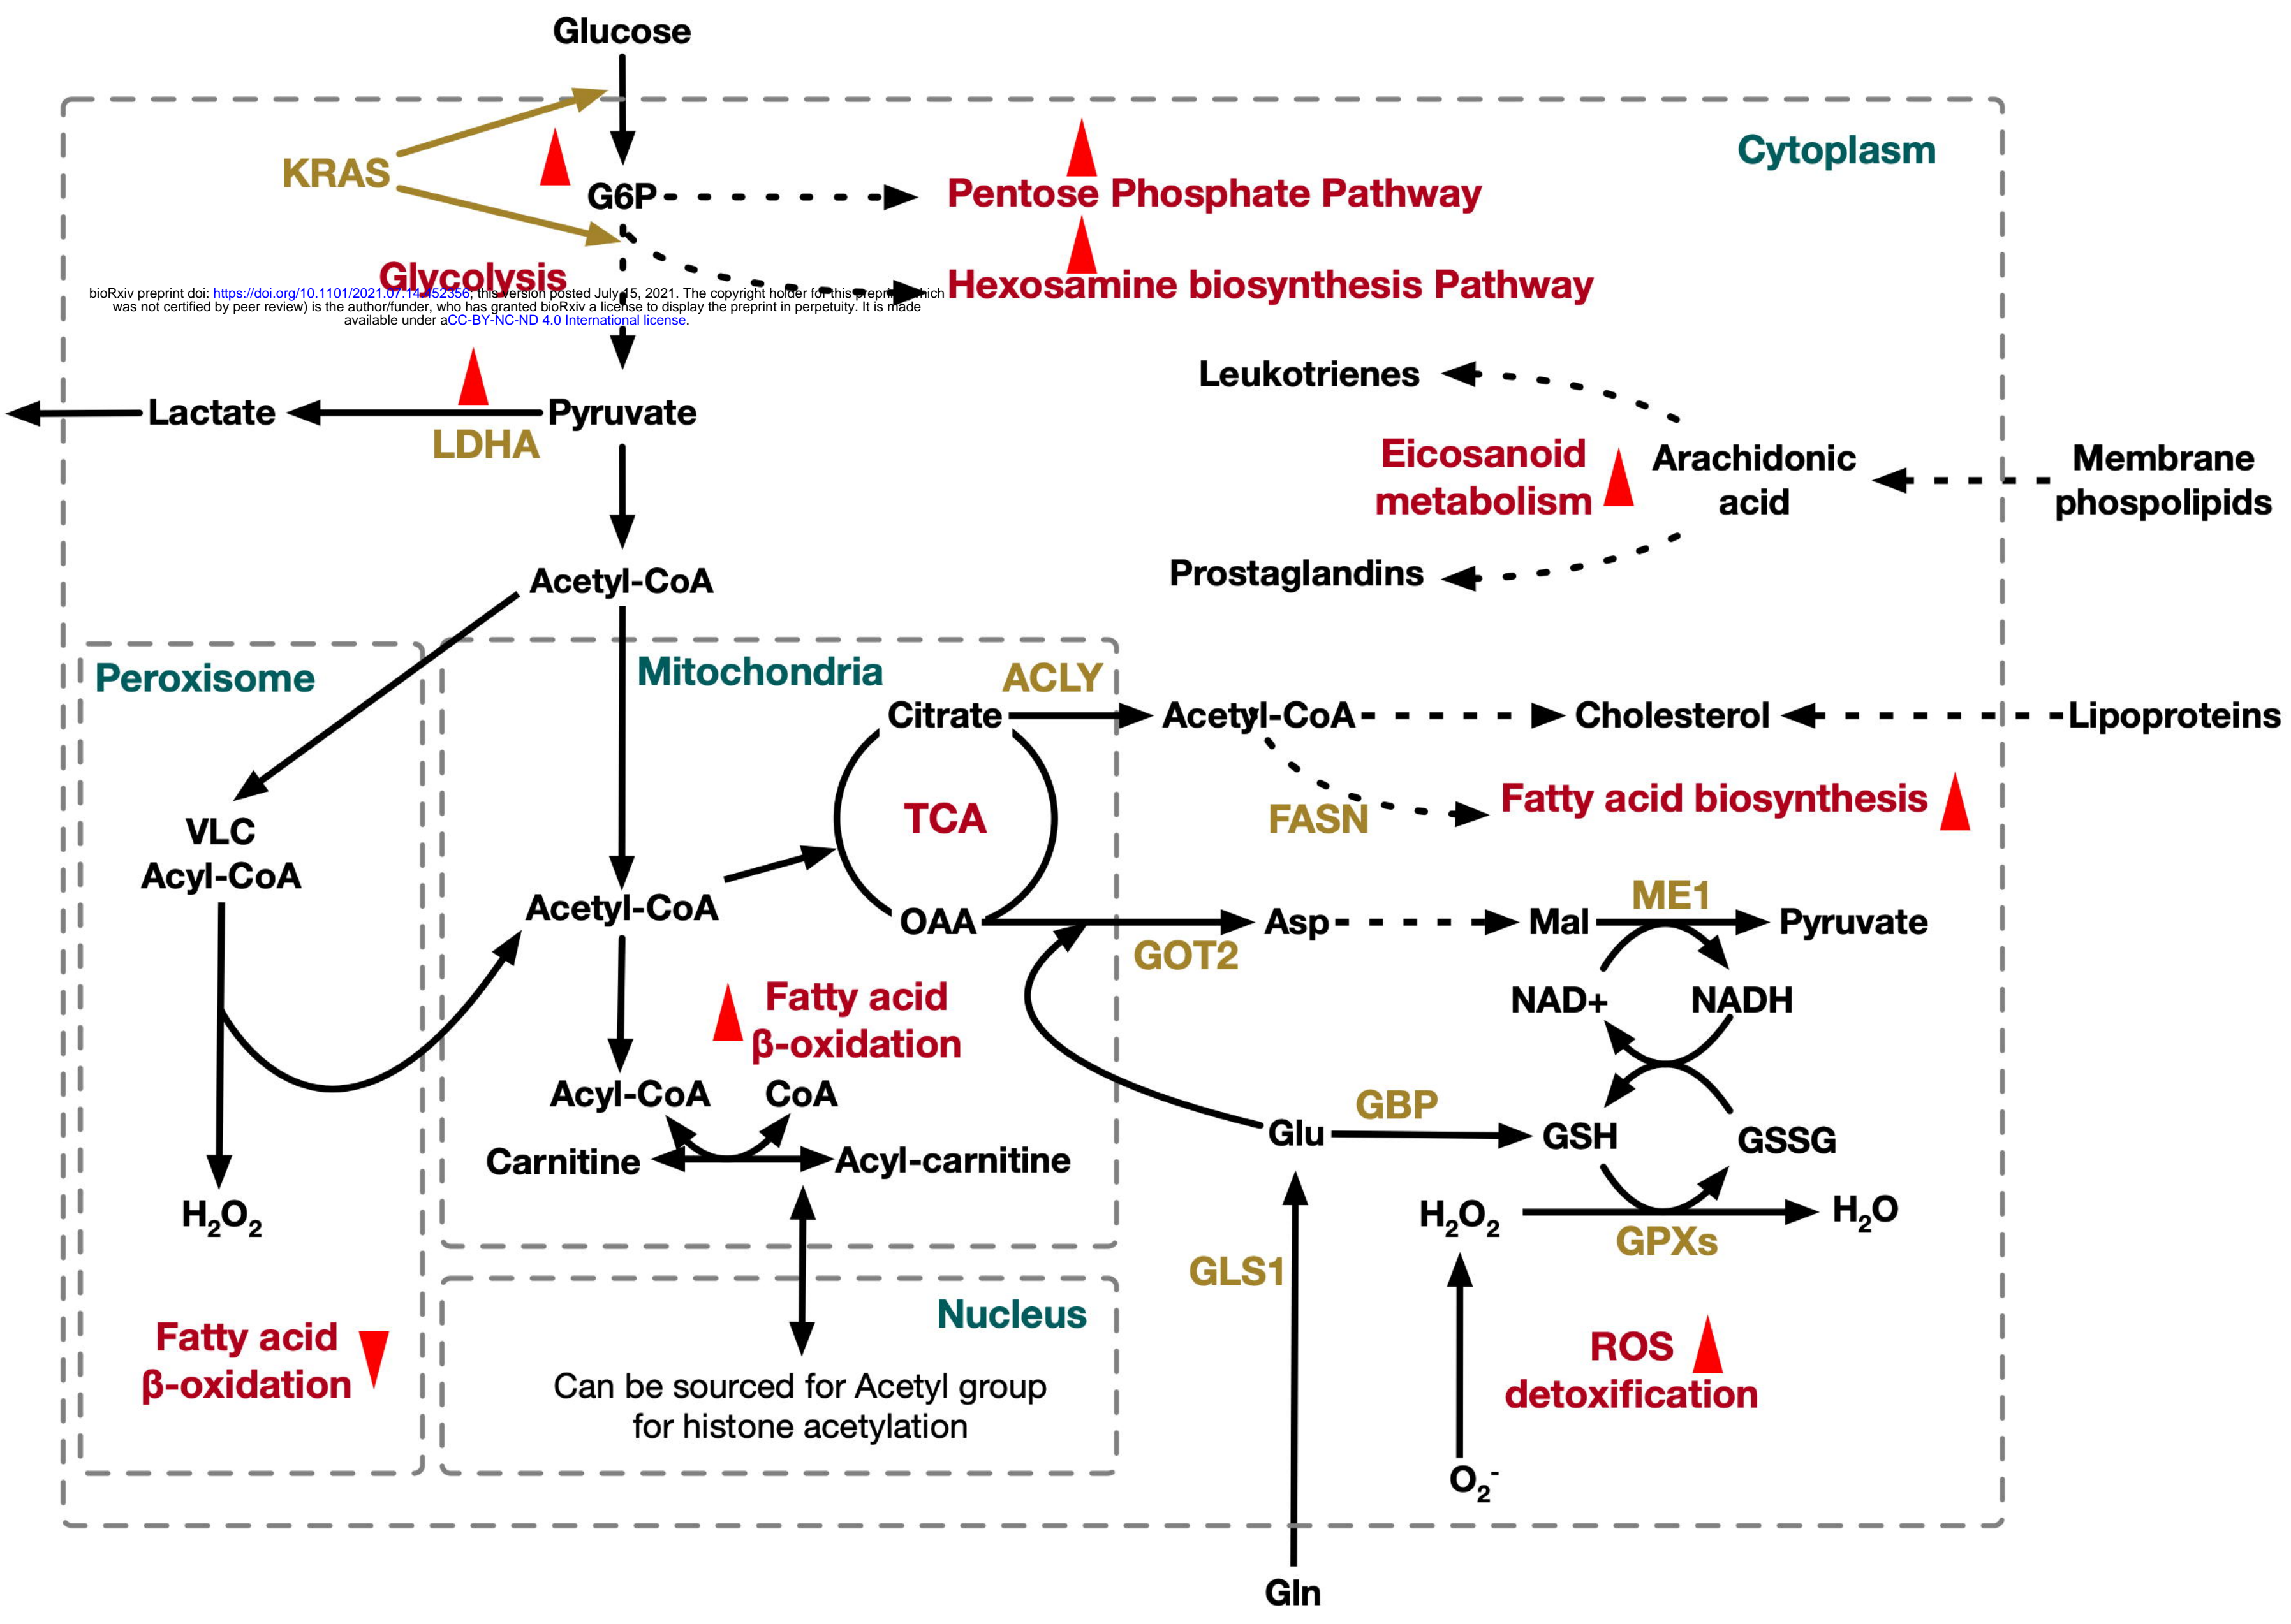 Glucose
Cytoplasm
KRAS
G6P
Pentose Phosphate Pathway
Glycolysis
Hexosamine biosynthesis Pathway
bioRxiv preprint doi: https://doi.org/10.1101/2021.07.14.452356; this version posted July 15, 2021. The copyright holder for this preprint which
was not certified by peer review) is the author/funder, who has granted bioRxiv a license to display the preprint in perpetuity. It is made
available under aCC-BY-NC-ND 4.0 International license.
Leukotrienes
Lactate
Pyruvate
LDHA
Eicosanoid
metabolism
Arachidonic
acid
Membrane
phospolipids
Acetyl-CoA
Prostaglandins
Peroxisome
Mitochondria
ACLY
Citrate
Acetyl-CoA
Cholesterol
Lipoproteins
TCA
FASN
Fatty acid biosynthesis
VLC
Acyl-CoA
Acetyl-CoA
OAA
GOT2
Asp
Mal
ME1
Pyruvate
NAD+
NADH
Fatty acid
β-oxidation
Acyl-CoA
CoA
Carnitine
Acyl-carnitine
Glu
GBP
GSH
GSSG
H₂O₂
H₂O₂
H₂O
GPXs
GLS1
Nucleus
Fatty acid
β-oxidation
ROS
detoxification
Can be sourced for Acetyl group
for histone acetylation
O₂⁻
Gln